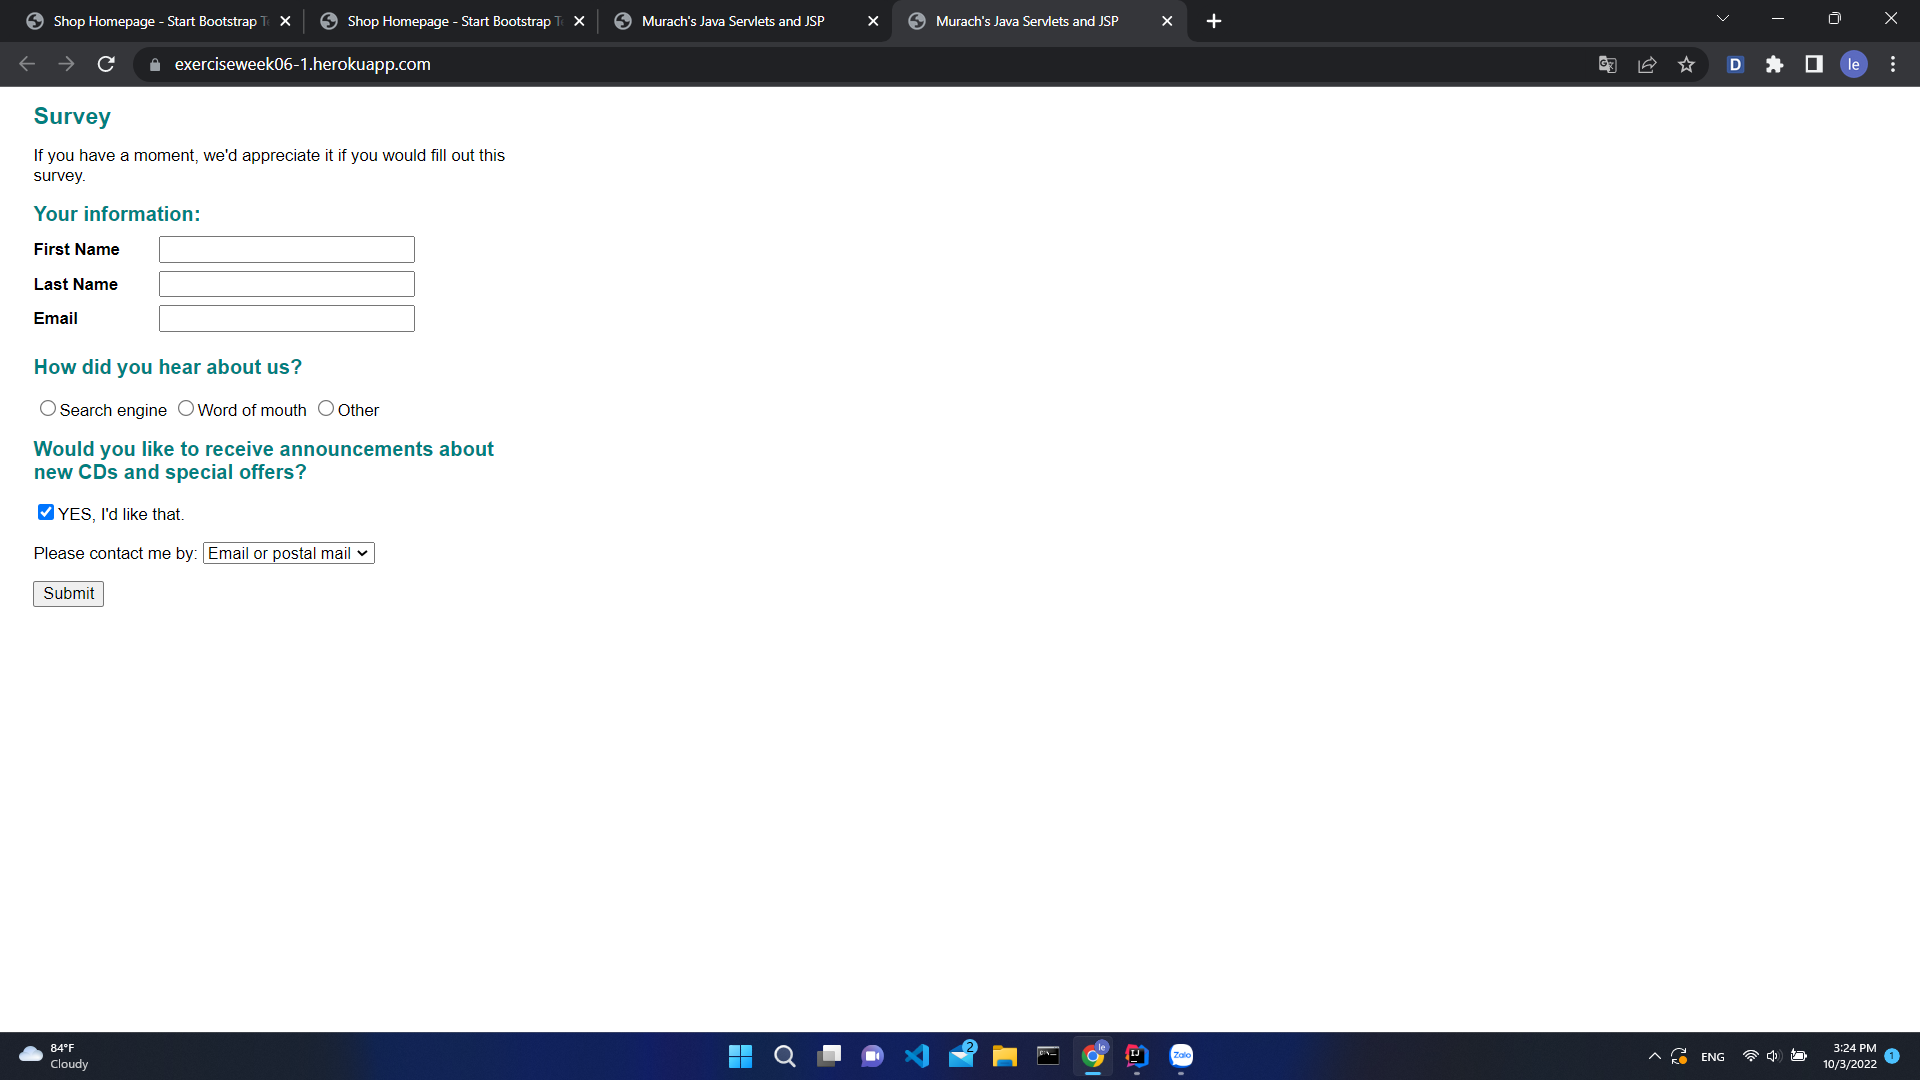 Shop Homepage - Start Bootstrap
Shop Homepage - Start Bootstrap
Murach's Java Servlets and JSP
Murach's Java Servlets and JSP
exerciseweek06-1.herokuapp.com
D
le
Survey
If you have a moment, we'd appreciate it if you would fill out this
survey.
Your information:
First Name
Last Name
Email
How did you hear about us?
Search engine Word of mouth Other
Would you like to receive announcements about
new CDs and special offers?
YES, I'd like that.
Please contact me by: Email or postal mail
Submit
84°F
Cloudy
2
le
IJ
Zalo
ENG
3:24 PM
10/3/2022
1